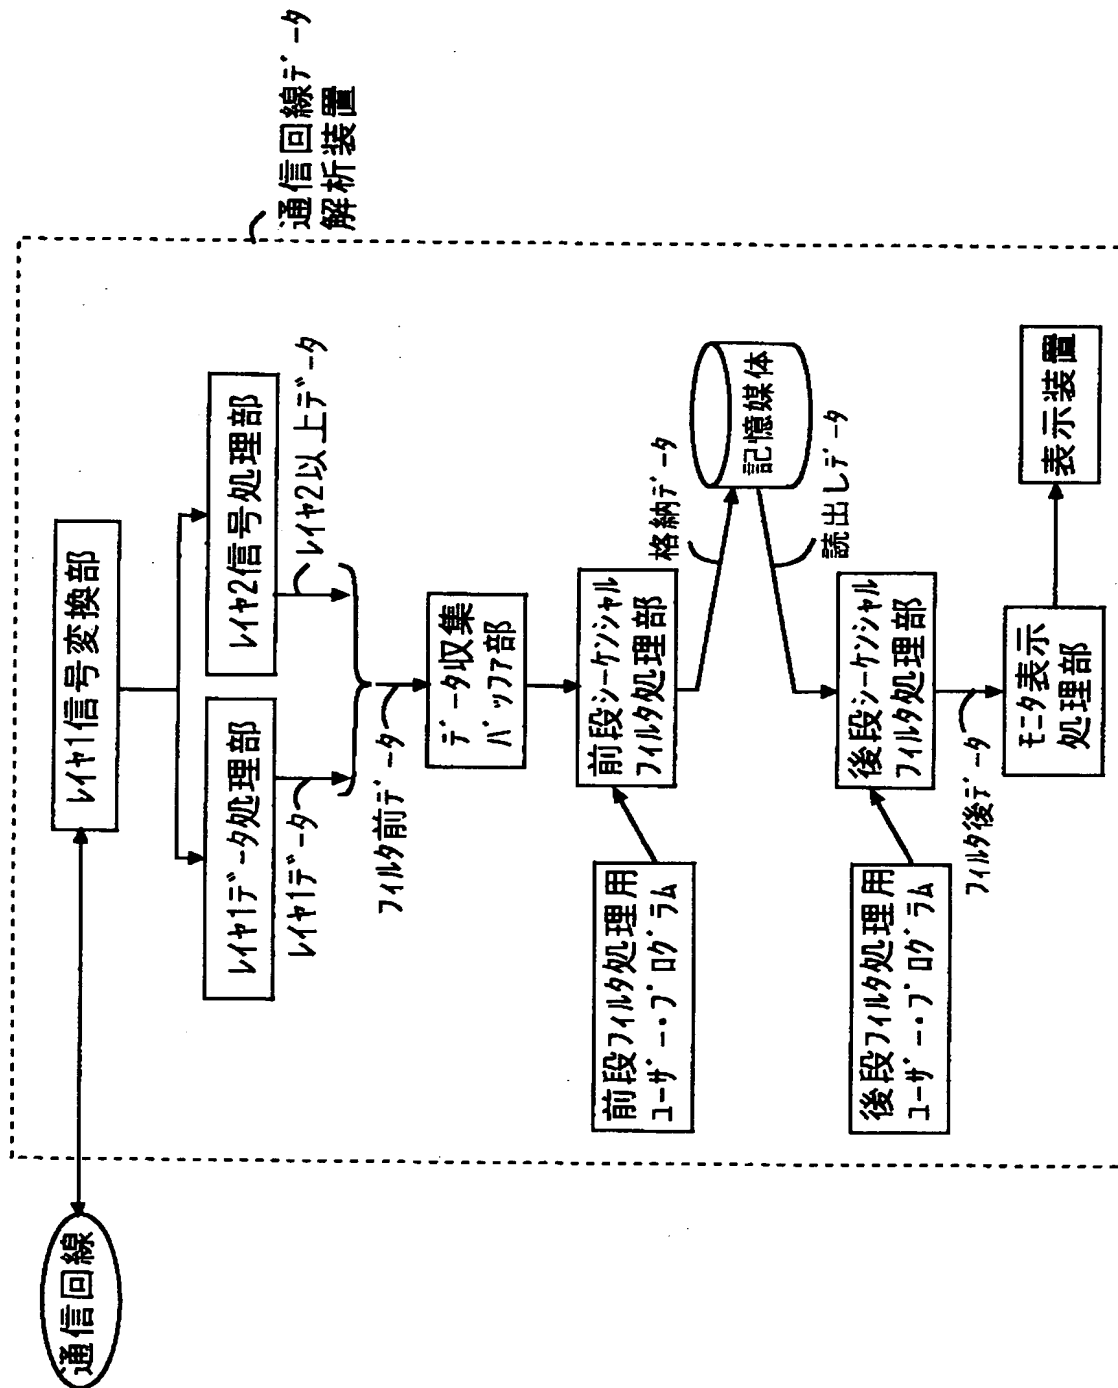 通信回線データ
解析装置
通信回線
レイヤ1信号変換部
レイヤ1データ処理部
レイヤ2信号処理部
レイヤ1データ
レイヤ2以上データ
フィルタ前データ
データ収集
バッファ部
前段フィルタ処理用
ユーザー・プログラム
前段シーケンシャル
フィルタ処理部
格納データ
記憶媒体
読出しデータ
後段フィルタ処理用
ユーザー・プログラム
後段シーケンシャル
フィルタ処理部
フィルタ後データ
モニタ表示
処理部
表示装置